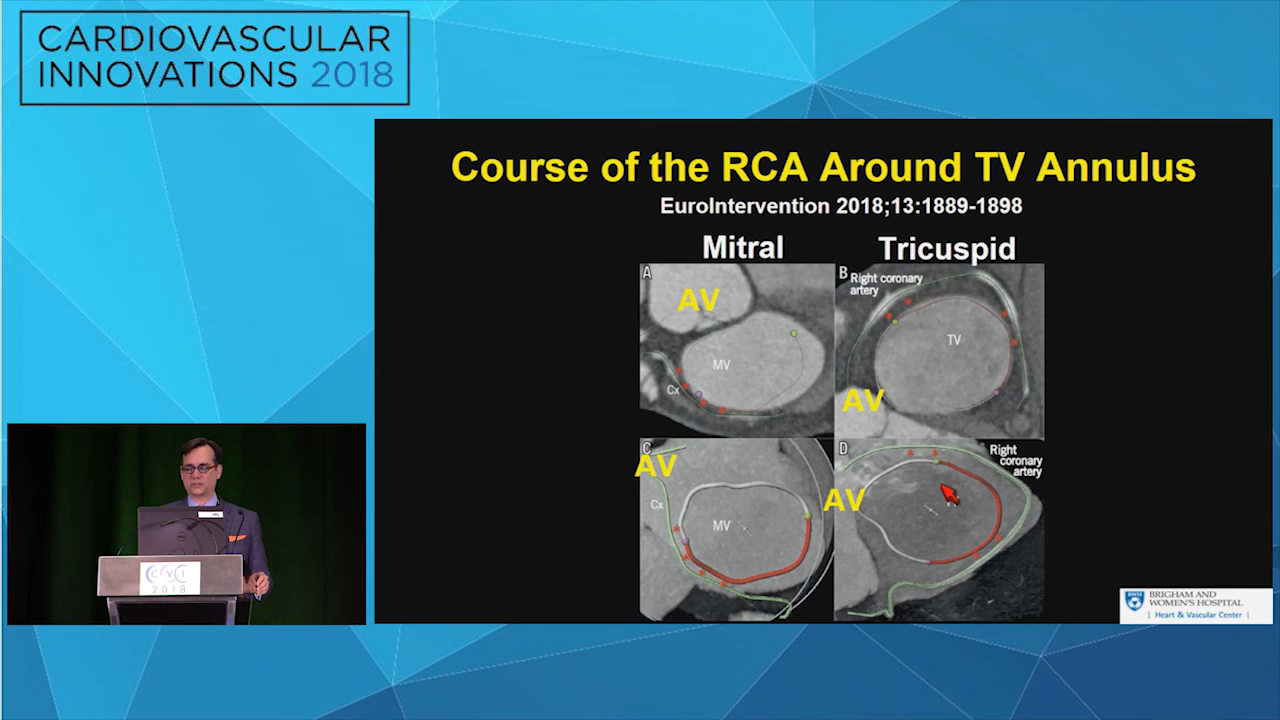 CARDIOVASCULAR
INNOVATIONS 2018
Course of the RCA Around TV Annulus
EuroIntervention 2018;13:1889-1898
Mitral
Tricuspid
A
AV
MV
Cx
B
Right coronary
artery
TV
AV
C
AV
Cx
MV
D
Right
coronary
artery
AV
CVI
2018
BWH
BRIGHAM AND
WOMEN'S HOSPITAL
Heart & Vascular Center